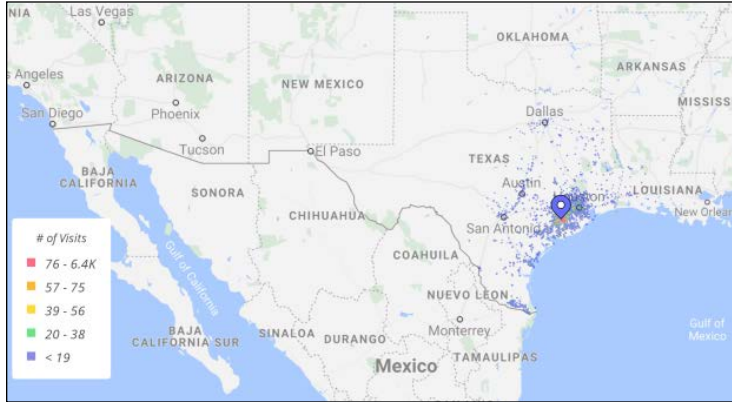 Las Vegas
NIA
OKLAHOMA
s Angeles
ARIZONA
NEW MEXICO
ARKANSAS
Phoenix
San Diego
Dallas
MISSISS
Tucson
El Paso
BAJA
CALIFORNIA
TEXAS
SONORA
Austin
LOUISIANA
CHIHUAHUA
San Antonio
New Orlean
# of Visits
76 - 6.4K
57 - 75
39 - 56
20 - 38
< 19
Gulf of California
COAHUILA
NUEVO LEON
BAJA
CALIFORNIA SUR
SINALOA
DURANGO
Monterrey
Gulf of
Mexico
Mexico
TAMAULIPAS